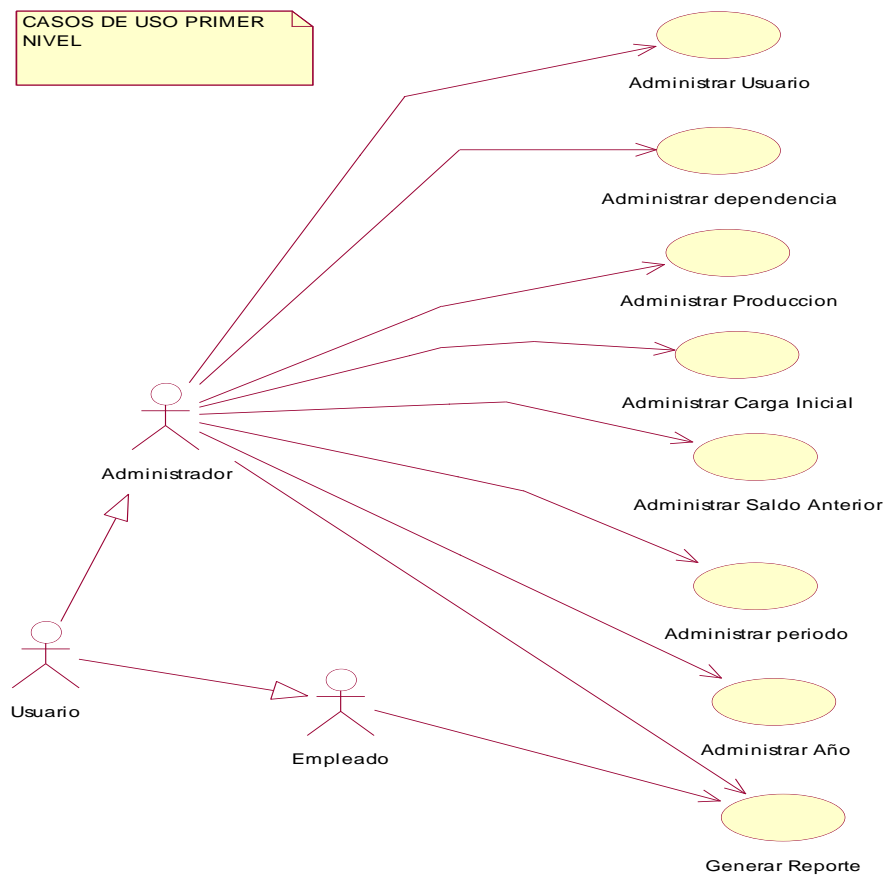 CASOS DE USO PRIMER
NIVEL
Administrar Usuario
Administrar dependencia
Administrar Produccion
Administrar Carga Inicial
Administrador
Administrar Saldo Anterior
Administrar periodo
Usuario
Empleado
Administrar Año
Generar Reporte